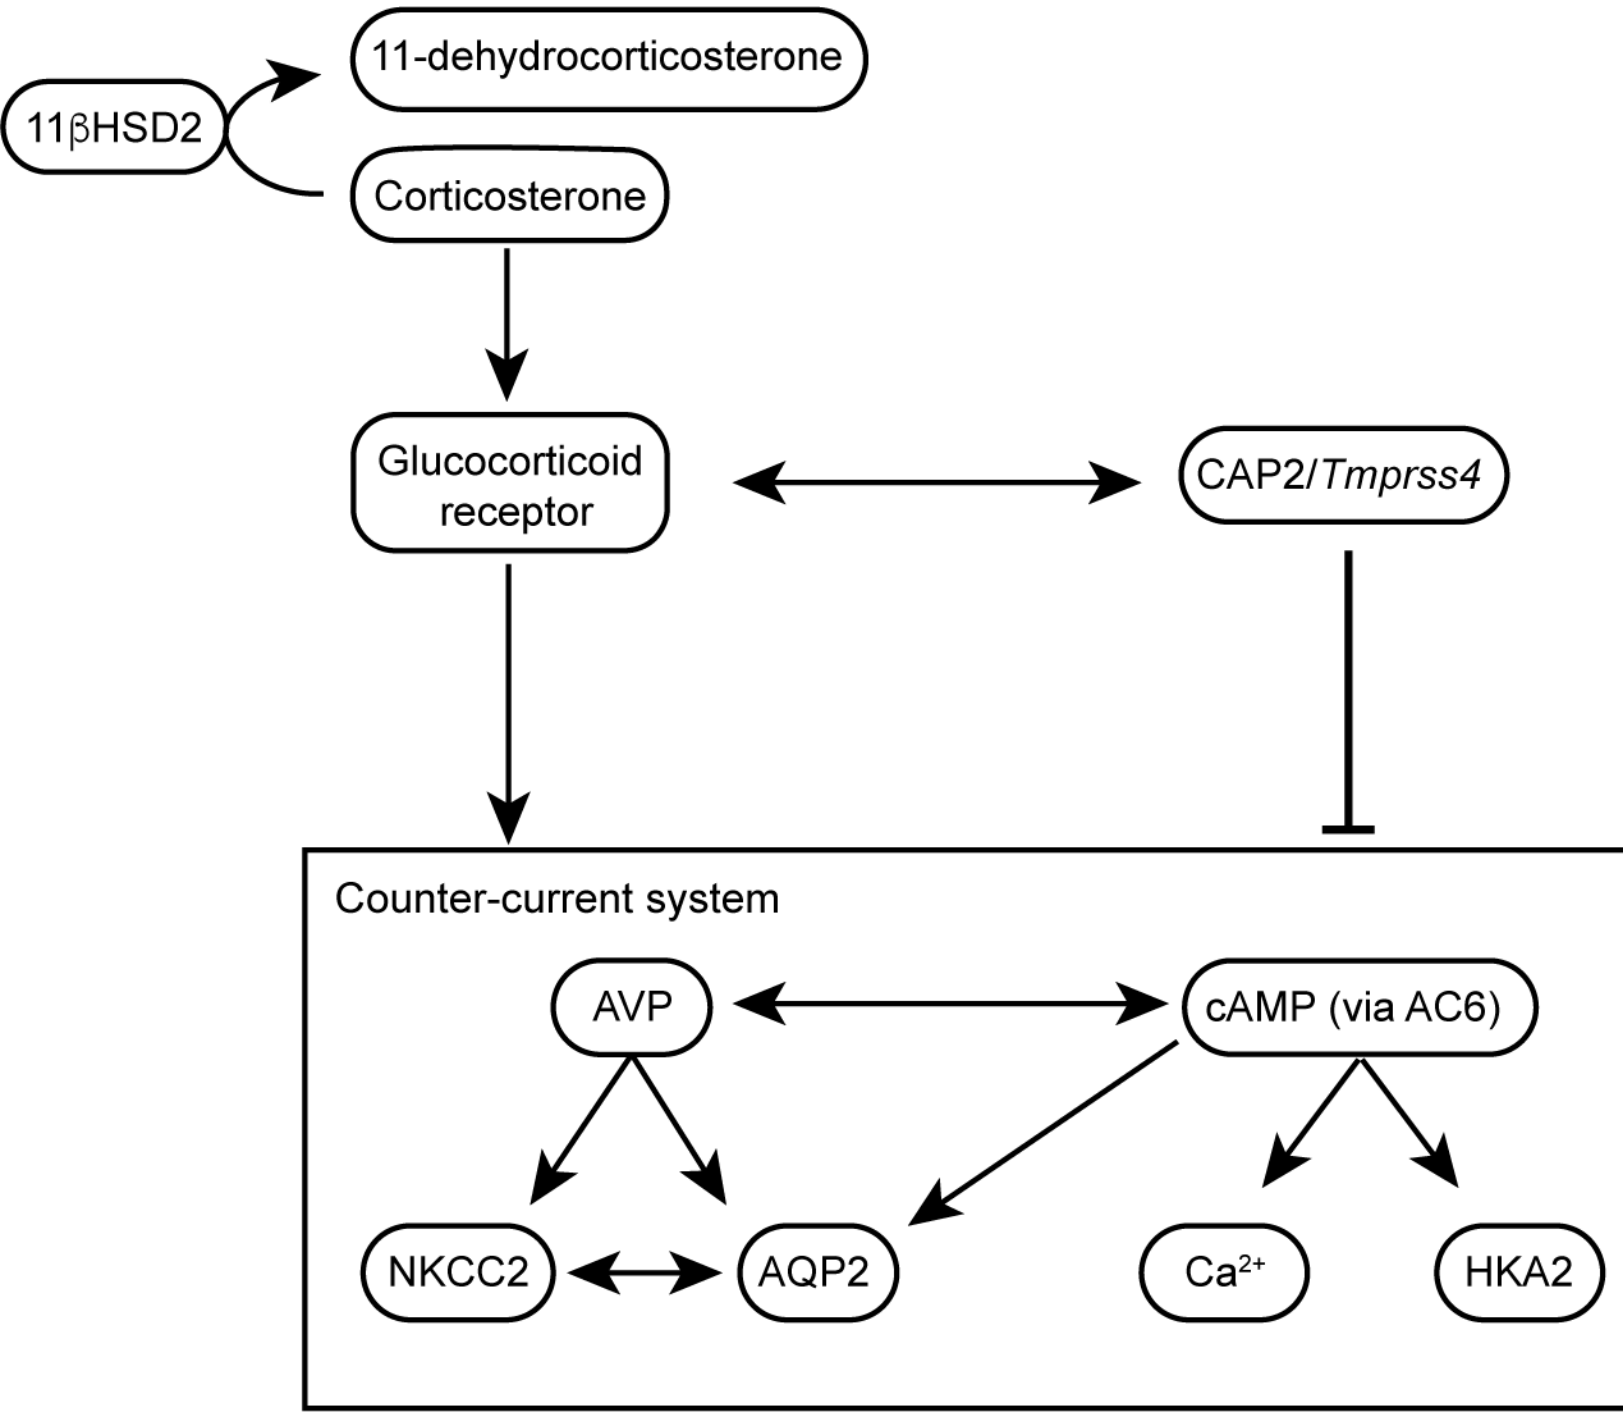 11-dehydrocorticosterone
11βHSD2
Corticosterone
Glucocorticoid
receptor
CAP2/Tmprss4
Counter-current system
AVP
cAMP (via AC6)
NKCC2
AQP2
Ca²⁺
HKA2